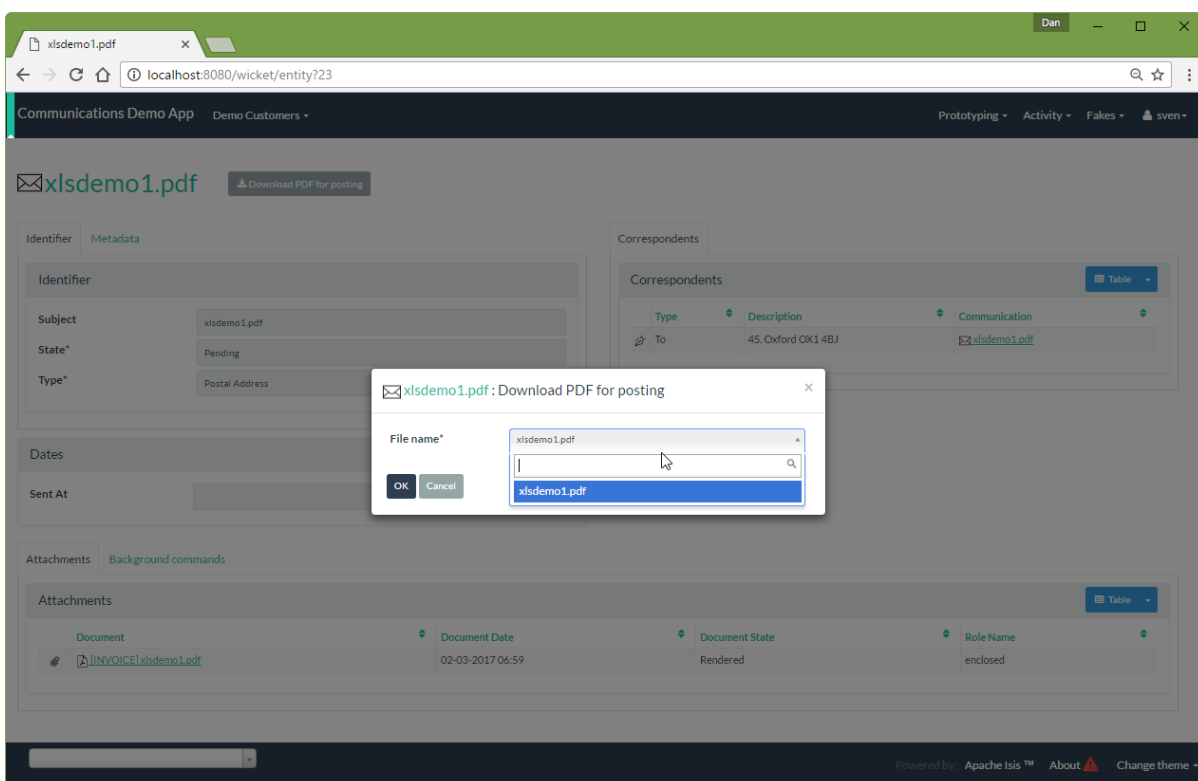 Dan
xlsdemo1.pdf
localhost:8080/wicket/entity?23
Communications Demo App Demo Customers Prototyping Activity Fakes sven
xlsdemo1.pdf Download PDF for posting
Identifier Metadata
Correspondents
Identifier
Correspondents Table
Type Description Communication
To 45, Oxford OX1 4BJ xlsdemo1.pdf
Subject xlsdemo1.pdf
State* Pending
Type* Postal Address
xlsdemo1.pdf : Download PDF for posting ×
File name* xlsdemo1.pdf
xlsdemo1.pdf
OK Cancel
Dates
Sent At
Attachments Background commands
Attachments Table
Document Document Date Document State Role Name
[INVOICE] xlsdemo1.pdf 02-03-2017 06:59 Rendered enclosed
Powered by: Apache Isis ™ About Change theme